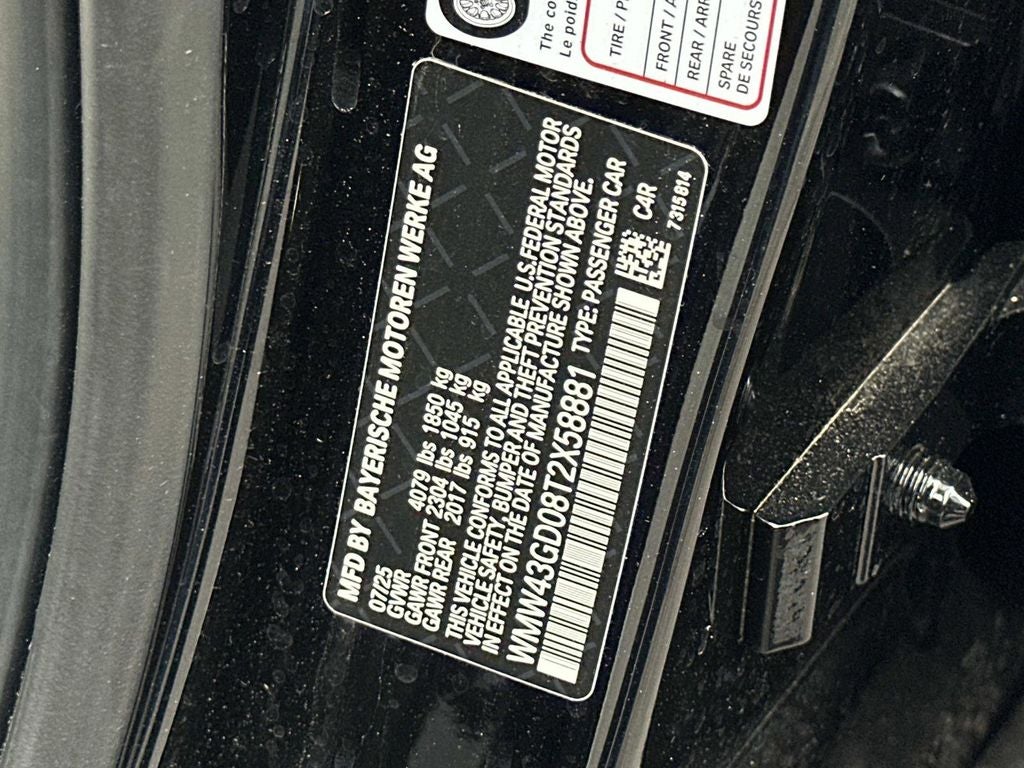 The co
Le poid
TIRE / P
FRONT / A
REAR / ARR
SPARE
DE SECOURS
MFD BY BAYERISCHE MOTOREN WERKE AG
07/25
GVWR 4079 lbs 1850 kg
GAWR FRONT 2304 lbs 1045 kg
GAWR REAR 2017 lbs 915 kg
THIS VEHICLE CONFORMS TO ALL APPLICABLE U.S.FEDERAL MOTOR
VEHICLE SAFETY, BUMPER AND THEFT PREVENTION STANDARDS
IN EFFECT ON THE DATE OF MANUFACTURE SHOWN ABOVE.
WMW43GD08T2X58881 TYPE: PASSENGER CAR
C4R
7315814